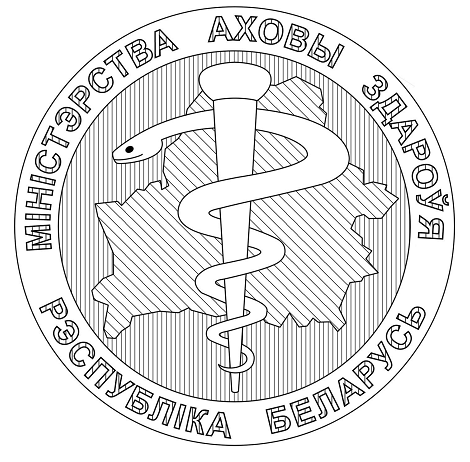 МІНІСТЭРСТВА АХОВЫ ЗДАРОЎЯ
РЭСПУБЛІКА БЕЛАРУСЬ